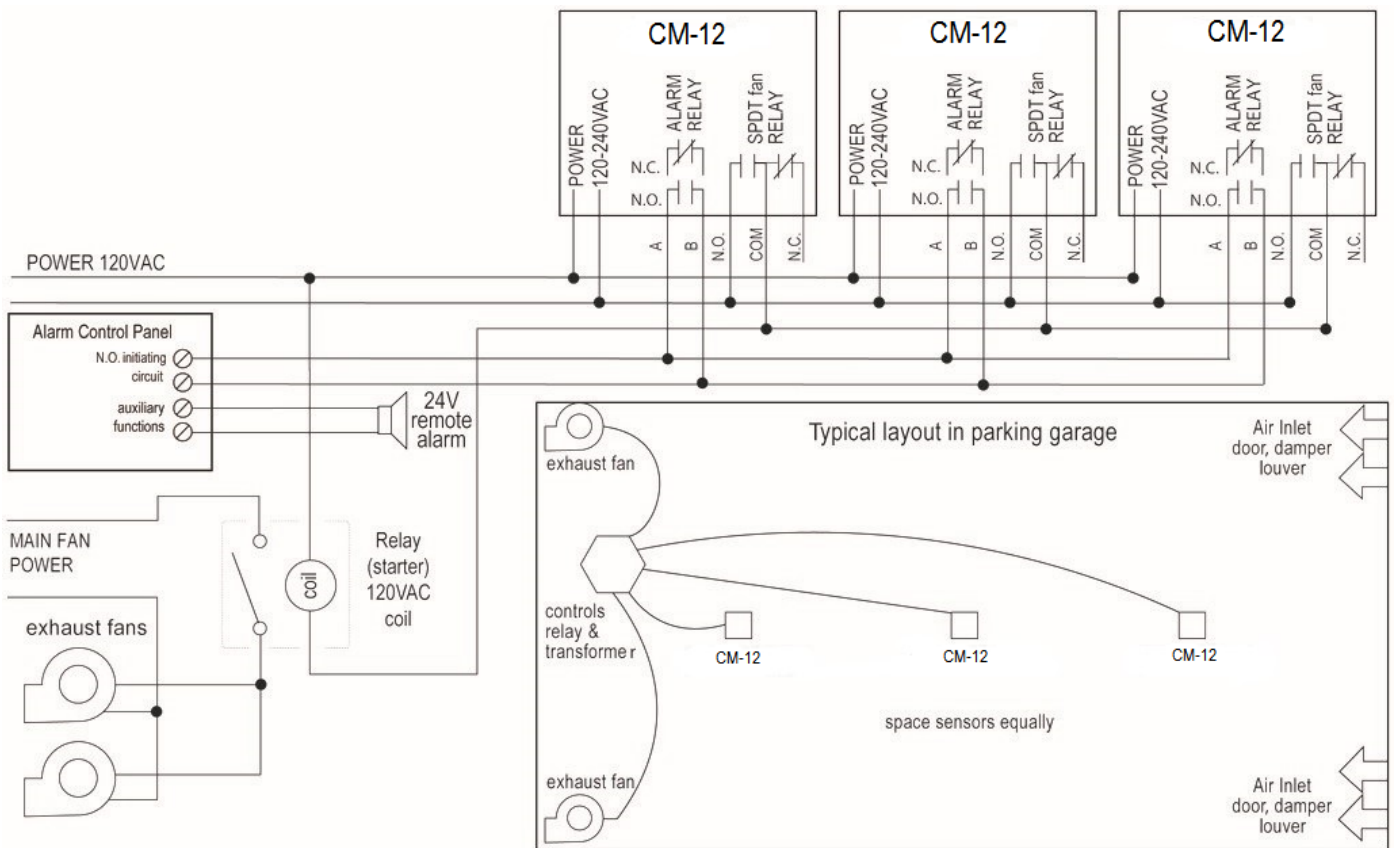 CM-12
POWER
120-240VAC
ALARM
RELAY
SPDT fan
RELAY
N.C.
N.O.
A
B
N.O.
COM
N.C.
CM-12
POWER
120-240VAC
ALARM
RELAY
SPDT fan
RELAY
N.C.
N.O.
A
B
N.O.
COM
N.C.
CM-12
POWER
120-240VAC
ALARM
RELAY
SPDT fan
RELAY
N.C.
N.O.
A
B
N.O.
COM
N.C.
POWER 120VAC
Alarm Control Panel
N.O. initiating
circuit
auxiliary
functions
24V
remote
alarm
MAIN FAN
POWER
coil
Relay
(starter)
120VAC
coil
exhaust fans
Typical layout in parking garage
exhaust fan
Air Inlet
door, damper
louver
controls
relay &
transformer
CM-12
CM-12
CM-12
space sensors equally
exhaust fan
Air Inlet
door, damper
louver